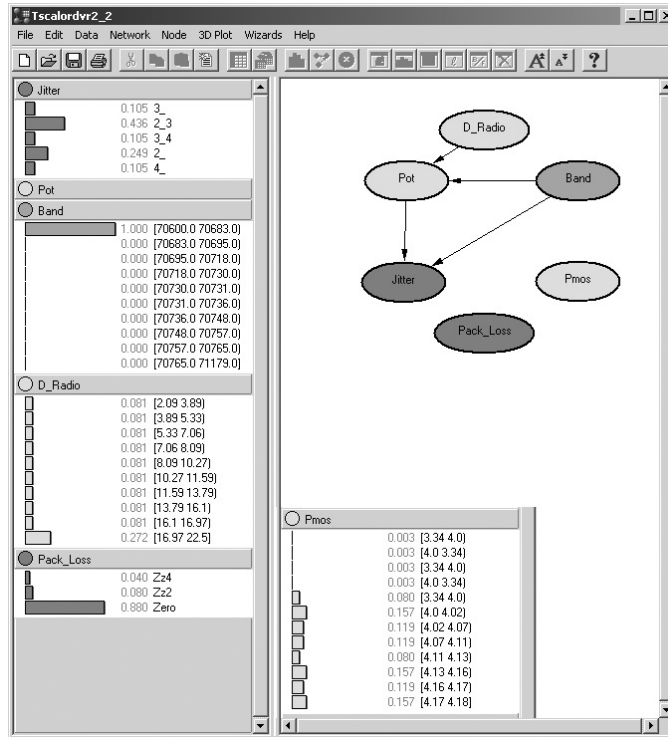 Tscalordvr2_2
File Edit Data Network Node 3D Plot Wizards Help
Jitter
0.105 3_
0.436 2_3
0.105 3_4
0.249 2_
0.105 4_
Pot
Band
1.000 [70600.0 70683.0)
0.000 [70683.0 70695.0)
0.000 [70695.0 70718.0)
0.000 [70718.0 70730.0)
0.000 [70730.0 70731.0)
0.000 [70731.0 70736.0)
0.000 [70736.0 70748.0)
0.000 [70748.0 70757.0)
0.000 [70757.0 70765.0)
0.000 [70765.0 71179.0)
D_Radio
0.081 [2.09 3.89)
0.081 [3.89 5.33)
0.081 [5.33 7.06)
0.081 [7.06 8.09)
0.081 [8.09 10.27)
0.081 [10.27 11.59)
0.081 [11.59 13.79)
0.081 [13.79 16.1)
0.081 [16.1 16.97)
0.272 [16.97 22.5)
Pack_Loss
0.040 Zz4
0.080 Zz2
0.880 Zero
D_Radio
Pot
Band
Jitter
Pmos
Pack_Loss
Pmos
0.003 [3.34 4.0)
0.003 [4.0 3.34)
0.003 [3.34 4.0)
0.003 [4.0 3.34)
0.080 [3.34 4.0)
0.157 [4.0 4.02)
0.119 [4.02 4.07)
0.119 [4.07 4.11)
0.080 [4.11 4.13)
0.157 [4.13 4.16)
0.119 [4.16 4.17)
0.157 [4.17 4.18)